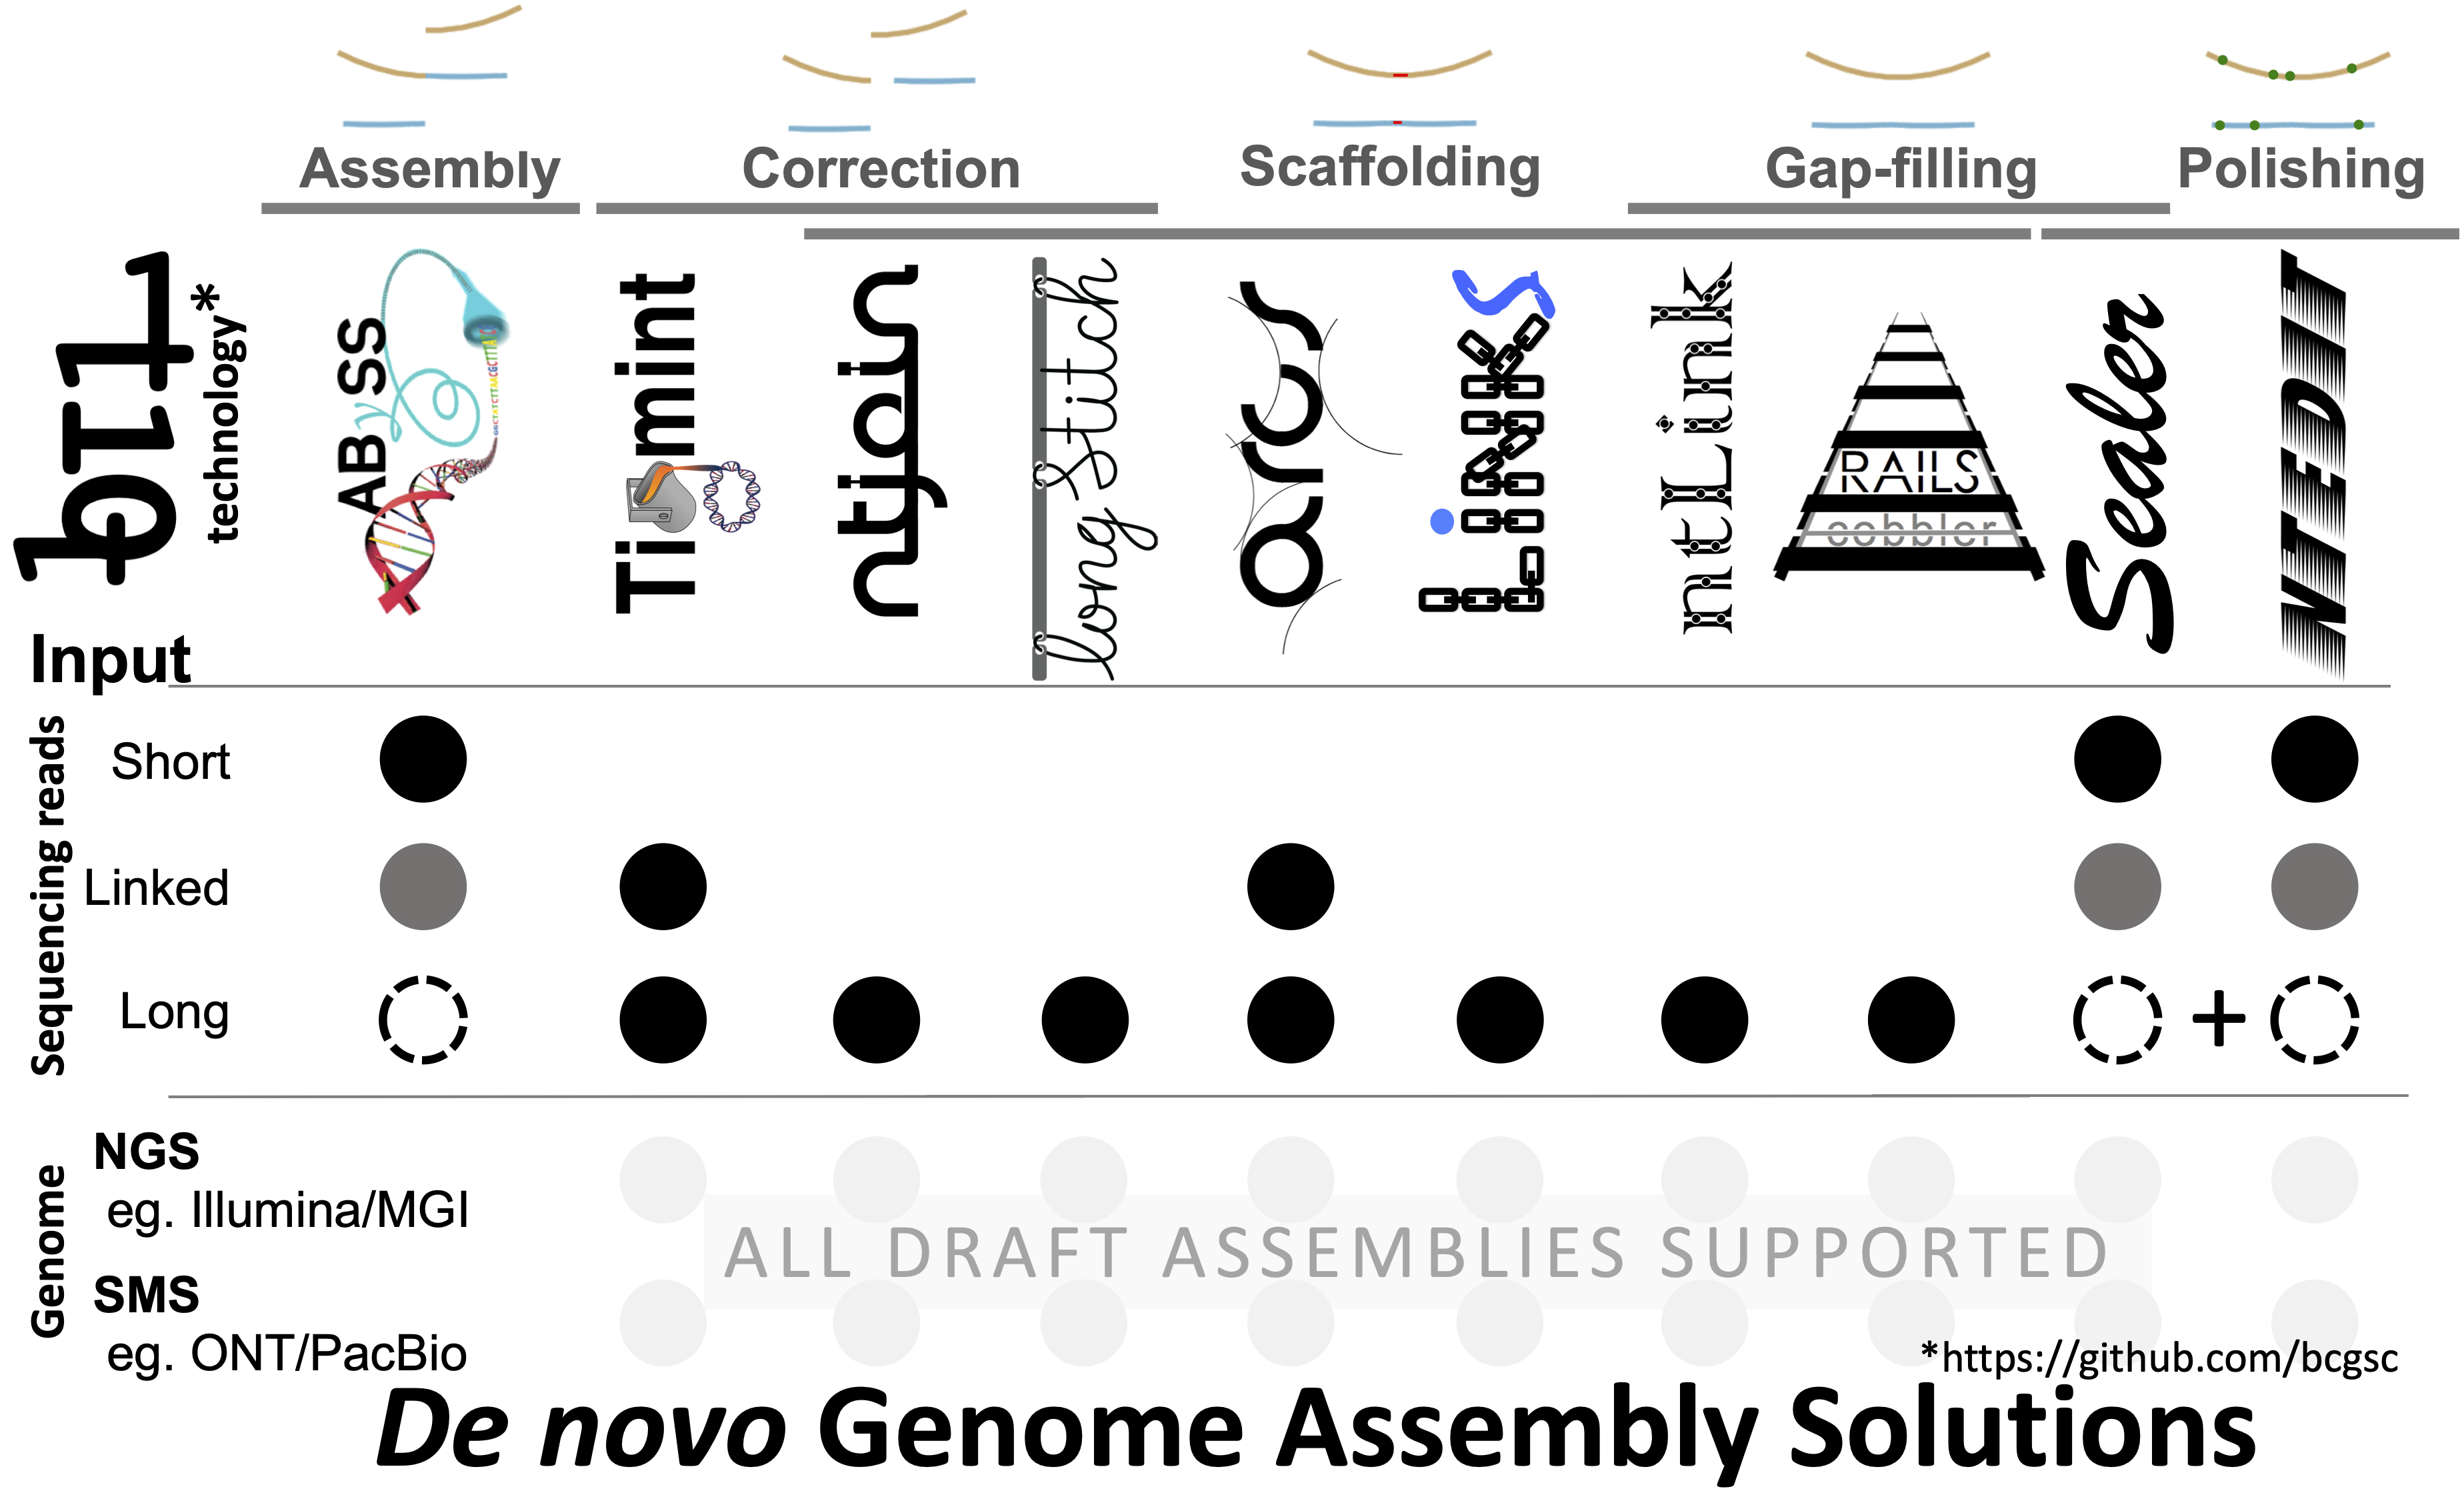 Assembly
Correction
Scaffolding
Gap-filling
Polishing
btl
technology*
ABySS
Tigmint
ntJoin
longStitch
arcs
LiNKS
ntLink
RAILS
cobbler
Sealer
NTEDIT
Input
Sequencing reads
Short
Linked
Long
+
Genome
NGS
eg. Illumina/MGI
ALL DRAFT ASSEMBLIES SUPPORTED
SMS
eg. ONT/PacBio
*https://github.com/bcgsc
De novo Genome Assembly Solutions